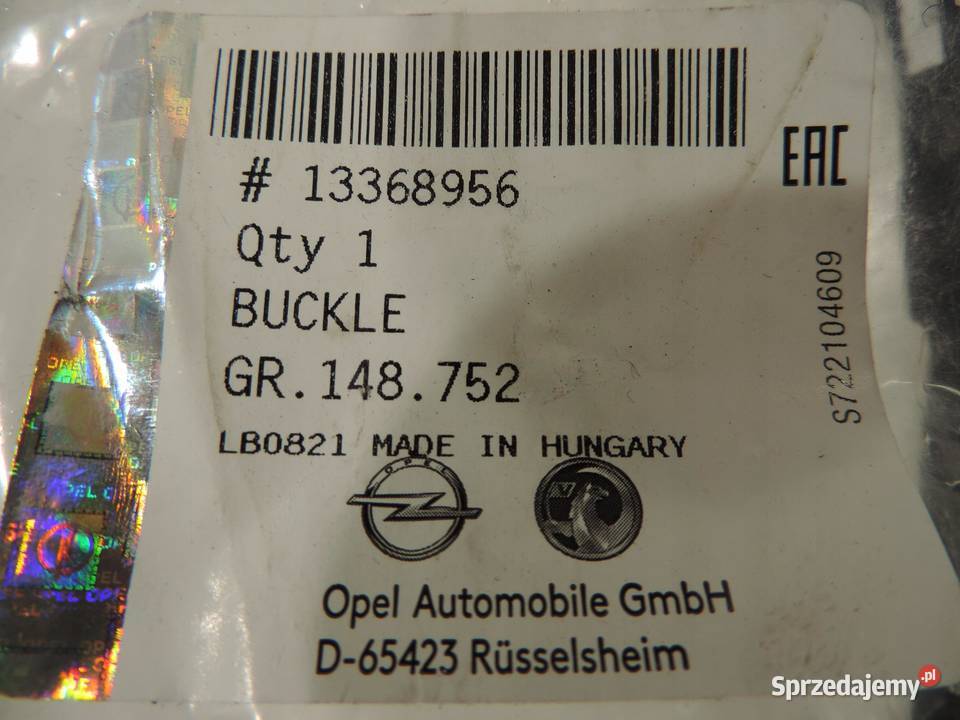 # 13368956
EAC
Qty 1
BUCKLE
GR.148.752
S722104609
LB0821 MADE IN HUNGARY
OPEL
Opel Automobile GmbH
D-65423 Rüsselsheim
Sprzedajemy.pl